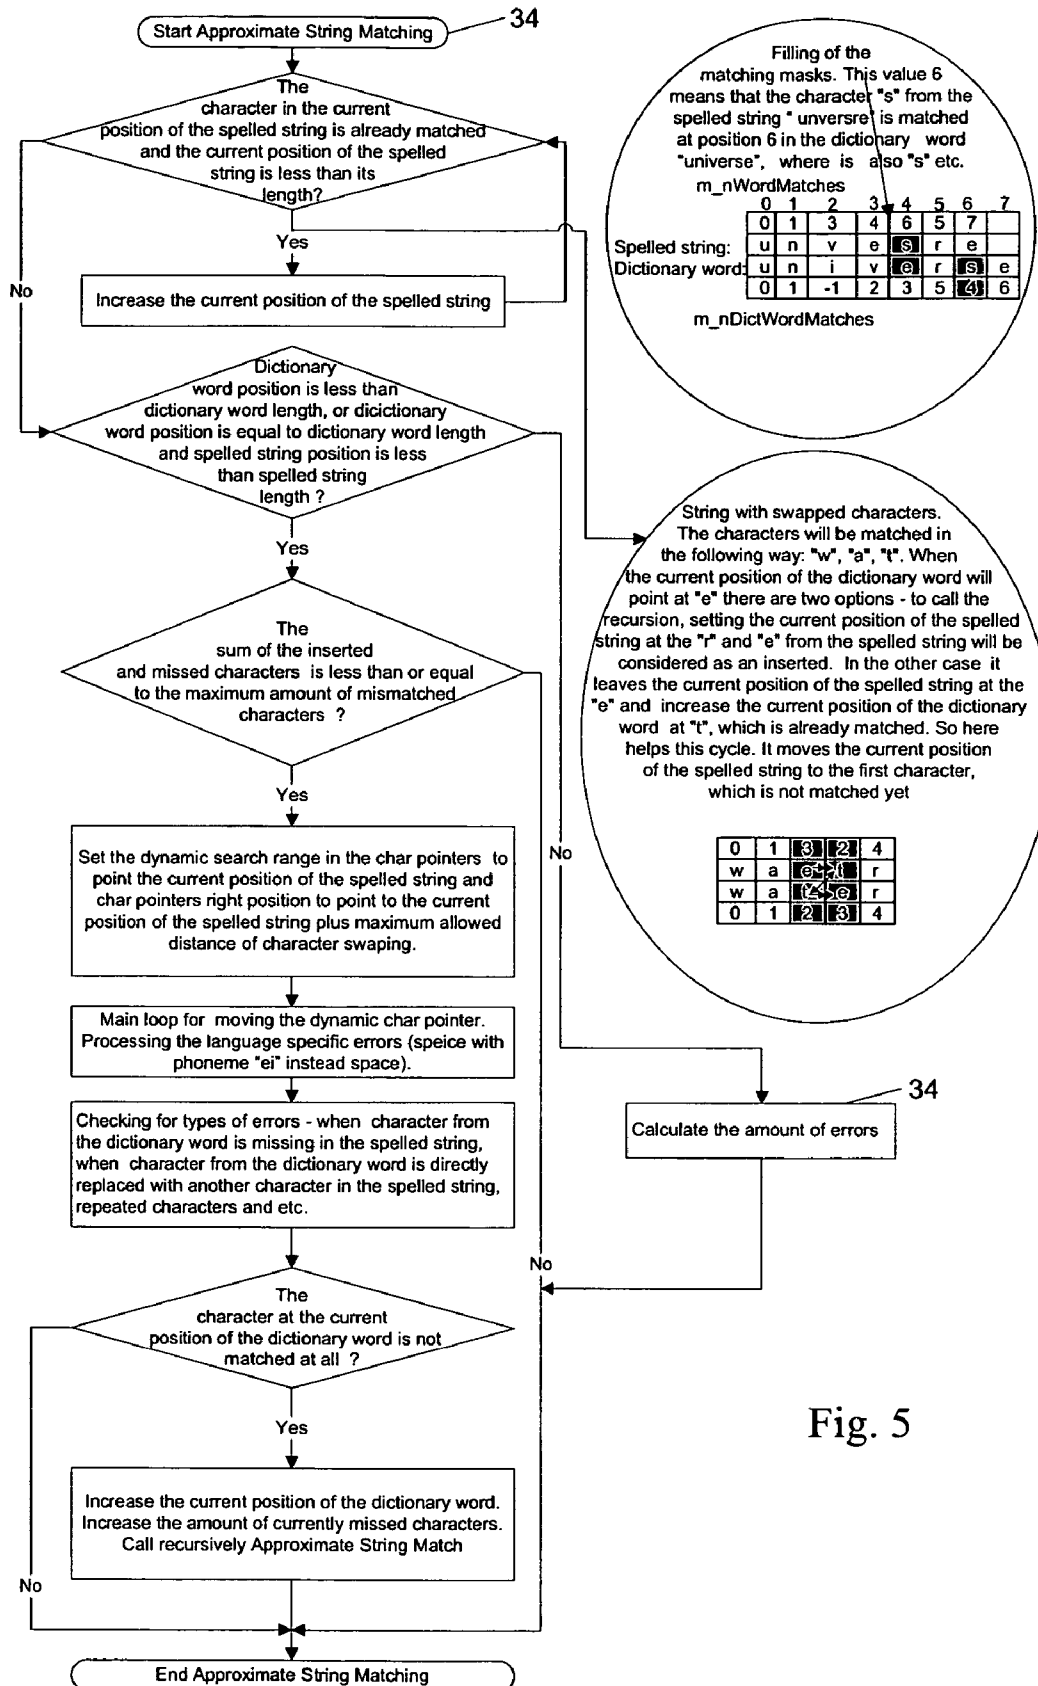 Start Approximate String Matching
34
The
character in the current
position of the spelled string is already matched
and the current position of the spelled
string is less than its
length?
Yes
No
Increase the current position of the spelled string
Dictionary
word position is less than
dictionary word length, or dicictionary
word position is equal to dictionary word length
and spelled string position is less
than spelled string
length ?
Yes
The
sum of the inserted
and missed characters is less than or equal
to the maximum amount of mismatched
characters ?
Yes
No
Set the dynamic search range in the char pointers to
point the current position of the spelled string and
char pointers right position to point to the current
position of the spelled string plus maximum allowed
distance of character swaping.
Main loop for moving the dynamic char pointer.
Processing the language specific errors (speice with
phoneme "ei" instead space).
Checking for types of errors - when character from
the dictionary word is missing in the spelled string,
when character from the dictionary word is directly
replaced with another character in the spelled string,
repeated characters and etc.
No
The
character at the current
position of the dictionary word is not
matched at all ?
Yes
Increase the current position of the dictionary word.
Increase the amount of currently missed characters.
Call recursively Approximate String Match
No
End Approximate String Matching
Filling of the
matching masks. This value 6
means that the character "s" from the
spelled string " unversre" is matched
at position 6 in the dictionary word
"universe", where is also "s" etc.
m_nWordMatches
0 1 2 3 4 5 6 7
0 1 3 4 6 5 7
Spelled string: u n v e s r e
Dictionary word: u n i v e r s e
0 1 -1 2 3 5 4 6
m_nDictWordMatches
String with swapped characters.
The characters will be matched in
the following way: "w", "a", "t". When
the current position of the dictionary word will
point at "e" there are two options - to call the
recursion, setting the current position of the spelled
string at the "r" and "e" from the spelled string will be
considered as an inserted. In the other case it
leaves the current position of the spelled string at the
"e" and increase the current position of the dictionary
word at "t", which is already matched. So here
helps this cycle. It moves the current position
of the spelled string to the first character,
which is not matched yet
0 1 3 2 4
w a e t r
w a t e r
0 1 2 3 4
34
Calculate the amount of errors
Fig. 5